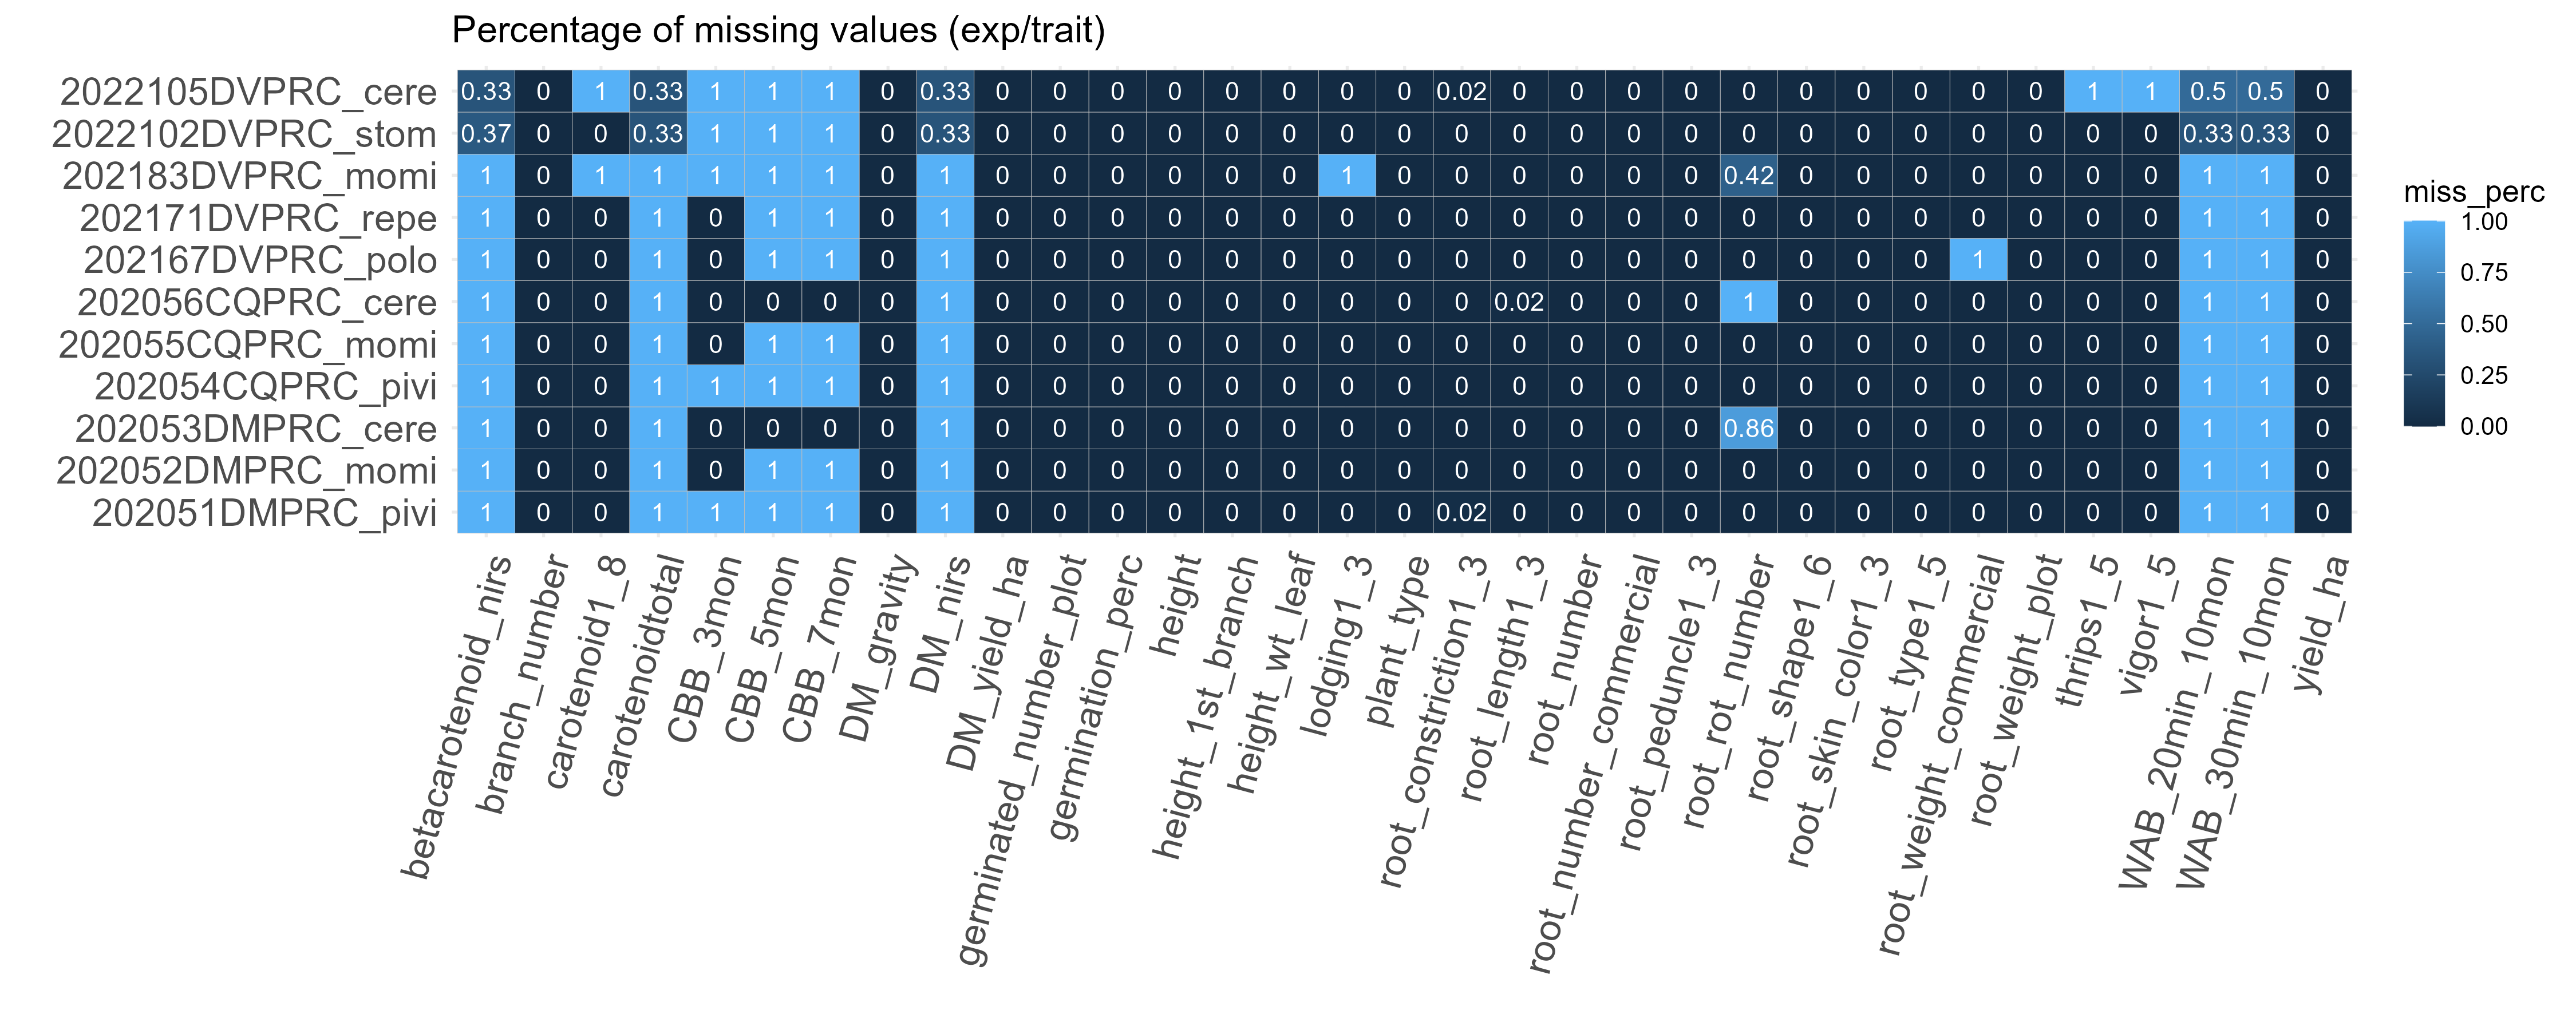 Percentage of missing values (exp/trait)
2022105DVPRC_cere 0.33 0 1 0.33 1 1 1 0 0.33 0 0 0 0 0 0 0 0 0.02 0 0 0 0 0 0 0 0 0 0 1 1 0.5 0.5 0
2022102DVPRC_stom 0.37 0 0 0.33 1 1 1 0 0.33 0 0 0 0 0 0 0 0 0 0 0 0 0 0 0 0 0 0 0 0 0 0.33 0.33 0
202183DVPRC_momi 1 0 1 1 1 1 1 0 1 0 0 0 0 0 0 1 0 0 0 0 0 0 0.42 0 0 0 0 0 0 0 1 1 0
202171DVPRC_repe 1 0 0 1 0 1 1 0 1 0 0 0 0 0 0 0 0 0 0 0 0 0 0 0 0 0 0 0 0 0 1 1 0
202167DVPRC_polo 1 0 0 1 0 1 1 0 1 0 0 0 0 0 0 0 0 0 0 0 0 0 0 0 0 0 1 0 0 0 1 1 0
202056CQPRC_cere 1 0 0 1 0 0 0 0 1 0 0 0 0 0 0 0 0 0 0.02 0 0 0 1 0 0 0 0 0 0 0 1 1 0
202055CQPRC_momi 1 0 0 1 0 1 1 0 1 0 0 0 0 0 0 0 0 0 0 0 0 0 0 0 0 0 0 0 0 0 1 1 0
202054CQPRC_pivi 1 0 0 1 1 1 1 0 1 0 0 0 0 0 0 0 0 0 0 0 0 0 0 0 0 0 0 0 0 0 1 1 0
202053DMPRC_cere 1 0 0 1 0 0 0 0 1 0 0 0 0 0 0 0 0 0 0 0 0 0 0.86 0 0 0 0 0 0 0 1 1 0
202052DMPRC_momi 1 0 0 1 0 1 1 0 1 0 0 0 0 0 0 0 0 0 0 0 0 0 0 0 0 0 0 0 0 0 1 1 0
202051DMPRC_pivi 1 0 0 1 1 1 1 0 1 0 0 0 0 0 0 0 0 0.02 0 0 0 0 0 0 0 0 0 0 0 0 1 1 0
betacarotenoid_nirs
branch_number
carotenoid1_8
carotenoidtotal
CBB_3mon
CBB_5mon
CBB_7mon
DM_gravity
DM_nirs
DM_yield_ha
germinated_number_plot
germination_perc
height
height_1st_branch
height_wt_leaf
lodging1_3
plant_type
root_constriction1_3
root_length1_3
root_number
root_number_commercial
root_peduncle1_3
root_rot_number
root_shape1_6
root_skin_color1_3
root_type1_5
root_weight_commercial
root_weight_plot
thrips1_5
vigor1_5
WAB_20min_10mon
WAB_30min_10mon
yield_ha
miss_perc
1.00
0.75
0.50
0.25
0.00